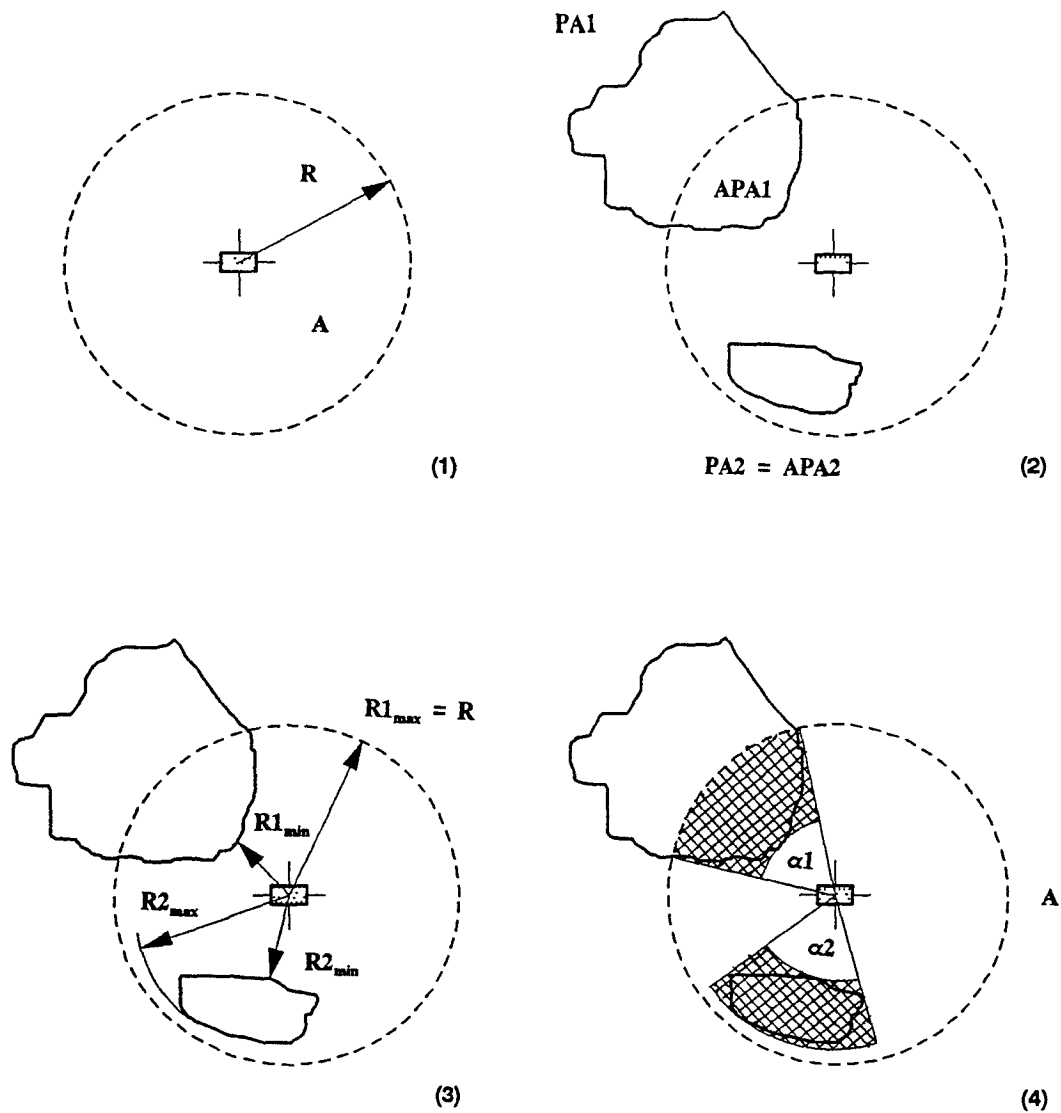 R
A
(1)
PA1
APA1
PA2 = APA2
(2)
R1max = R
R1min
R2max
R2min
(3)
α1
α2
A
(4)